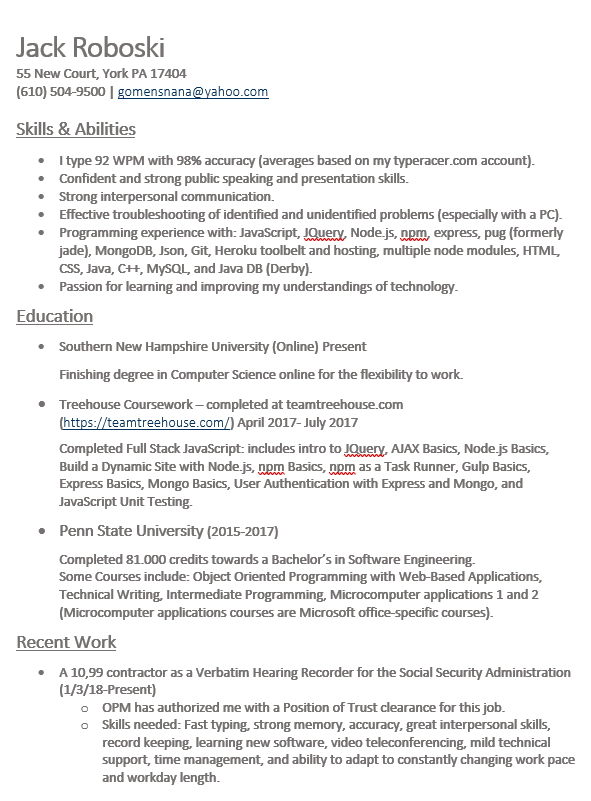 Jack Roboski
55 New Court, York PA 17404
(610) 504-9500 | gomensnana@yahoo.com
Skills & Abilities
• I type 92 WPM with 98% accuracy (averages based on my typeracer.com account).
• Confident and strong public speaking and presentation skills.
• Strong interpersonal communication.
• Effective troubleshooting of identified and unidentified problems (especially with a PC).
• Programming experience with: JavaScript, JQuery, Node.js, npm, express, pug (formerly
jade), MongoDB, Json, Git, Heroku toolbelt and hosting, multiple node modules, HTML,
CSS, Java, C++, MySQL, and Java DB (Derby).
• Passion for learning and improving my understandings of technology.
Education
• Southern New Hampshire University (Online) Present
Finishing degree in Computer Science online for the flexibility to work.
• Treehouse Coursework – completed at teamtreehouse.com
(https://teamtreehouse.com/) April 2017- July 2017
Completed Full Stack JavaScript: includes intro to JQuery, AJAX Basics, Node.js Basics,
Build a Dynamic Site with Node.js, npm Basics, npm as a Task Runner, Gulp Basics,
Express Basics, Mongo Basics, User Authentication with Express and Mongo, and
JavaScript Unit Testing.
• Penn State University (2015-2017)
Completed 81.000 credits towards a Bachelor's in Software Engineering.
Some Courses include: Object Oriented Programming with Web-Based Applications,
Technical Writing, Intermediate Programming, Microcomputer applications 1 and 2
(Microcomputer applications courses are Microsoft office-specific courses).
Recent Work
• A 10,99 contractor as a Verbatim Hearing Recorder for the Social Security Administration
(1/3/18-Present)
o OPM has authorized me with a Position of Trust clearance for this job.
o Skills needed: Fast typing, strong memory, accuracy, great interpersonal skills,
record keeping, learning new software, video teleconferencing, mild technical
support, time management, and ability to adapt to constantly changing work pace
and workday length.